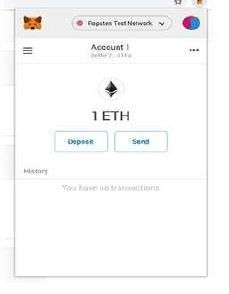 Ropsten Test Network
Account 1
1 ETH
Deposit
Send
History
You have no transactions